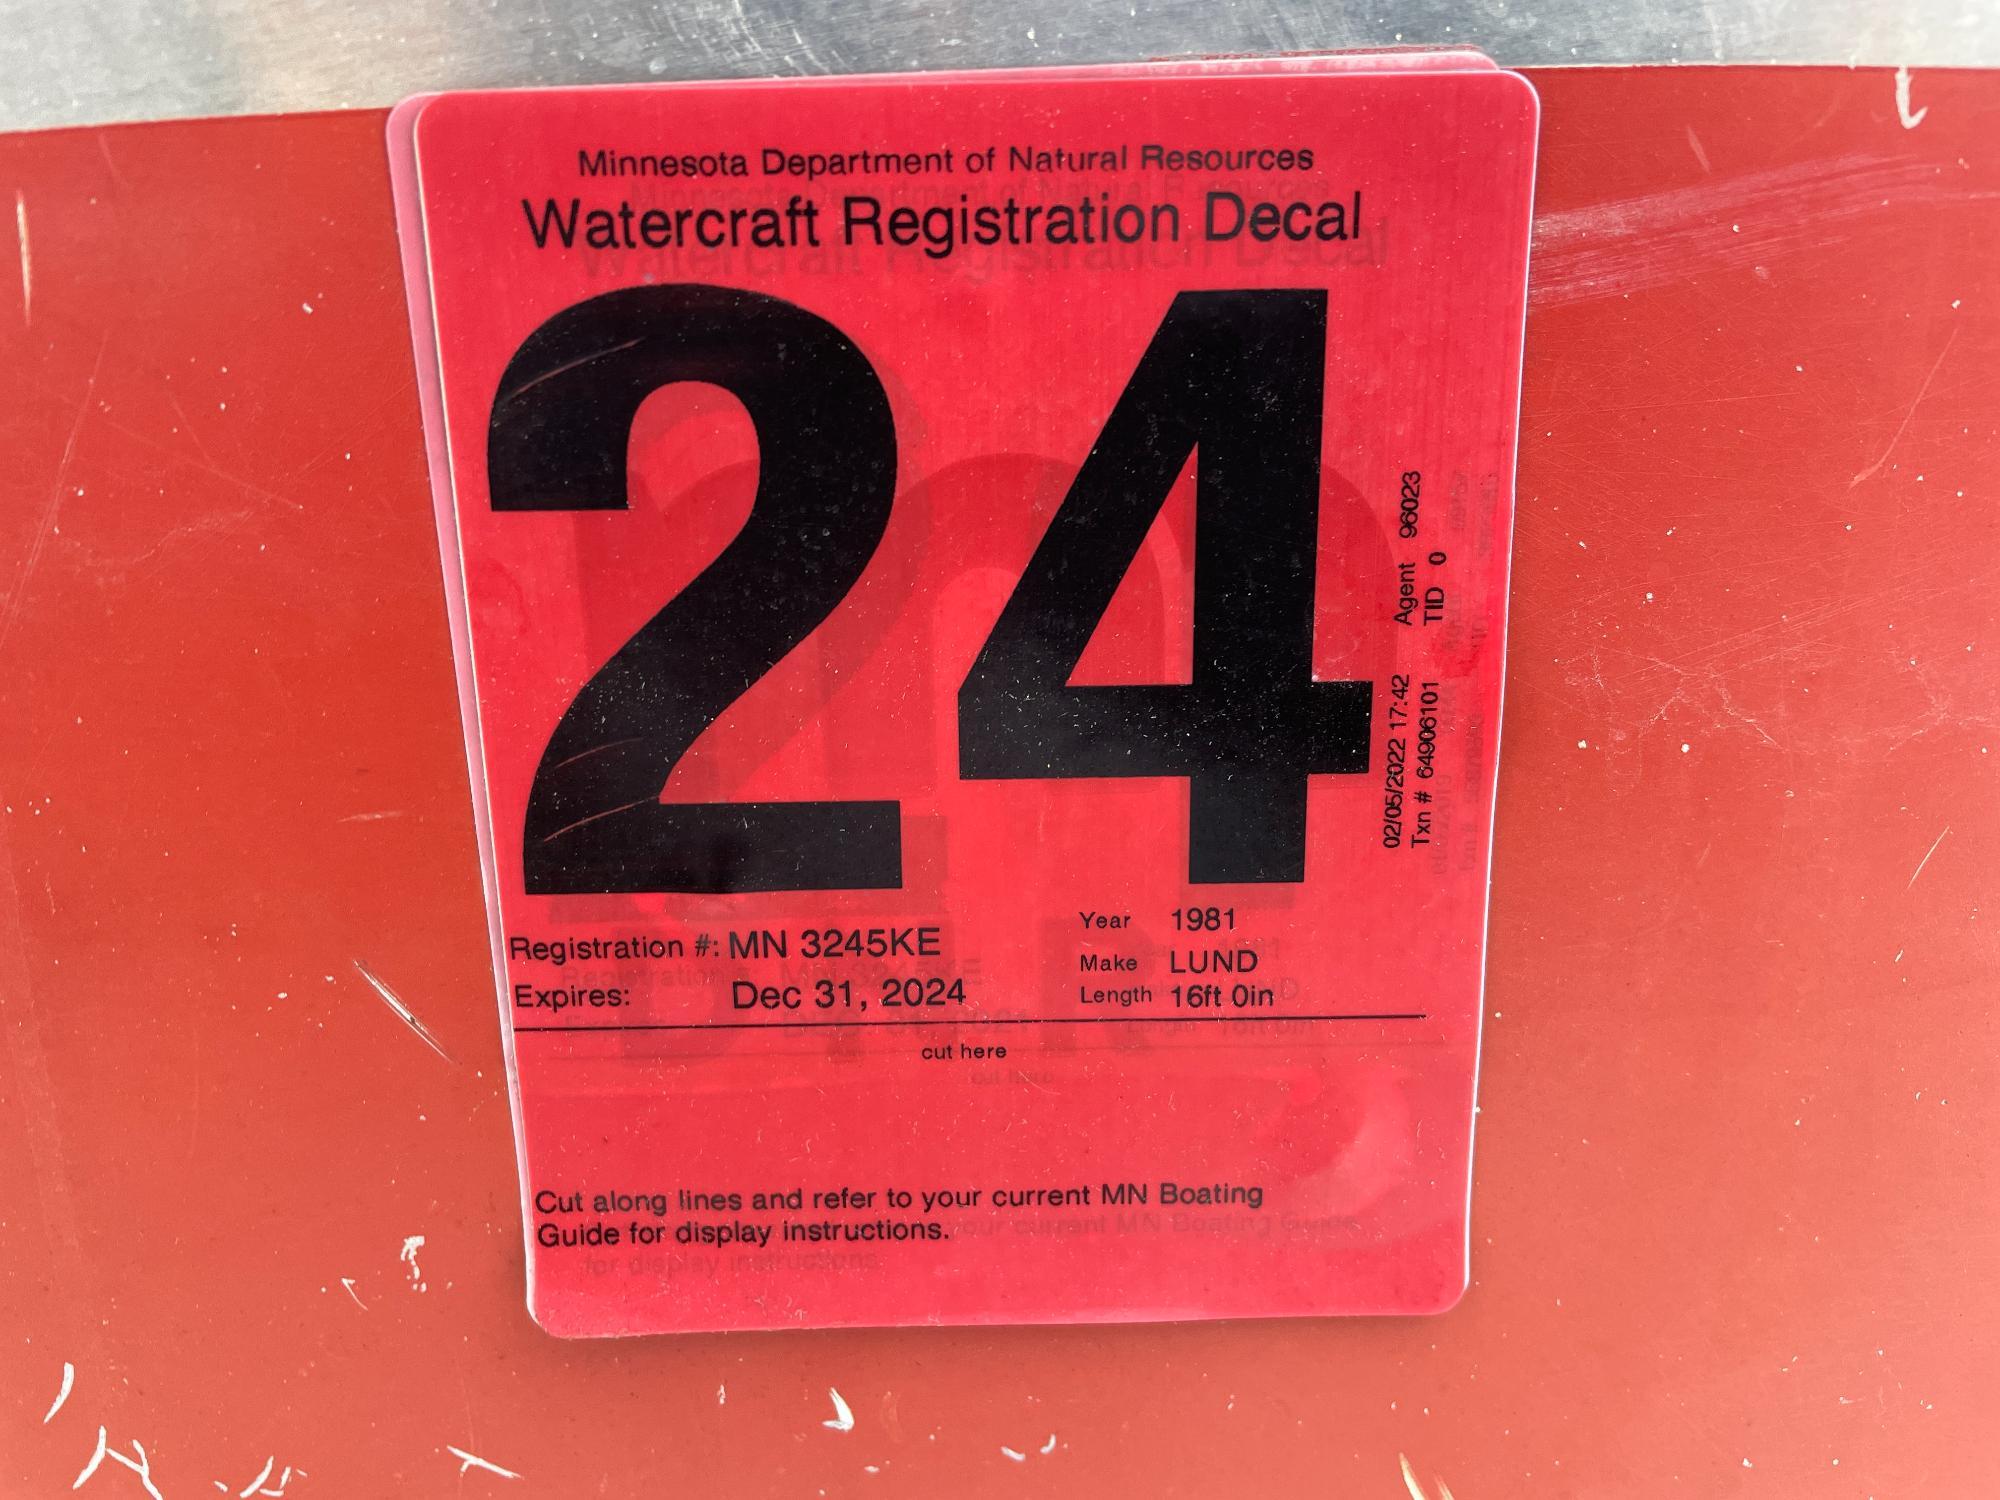 Minnesota Department of Natural Resources
Watercraft Registration Decal
24
02/05/2022 17:42 Agent 96023
Txn # 64906101 TID 0
Registration #: MN 3245KE
Expires: Dec 31, 2024
Year 1981
Make LUND
Length 16ft 0in
cut here
Cut along lines and refer to your current MN Boating
Guide for display instructions.